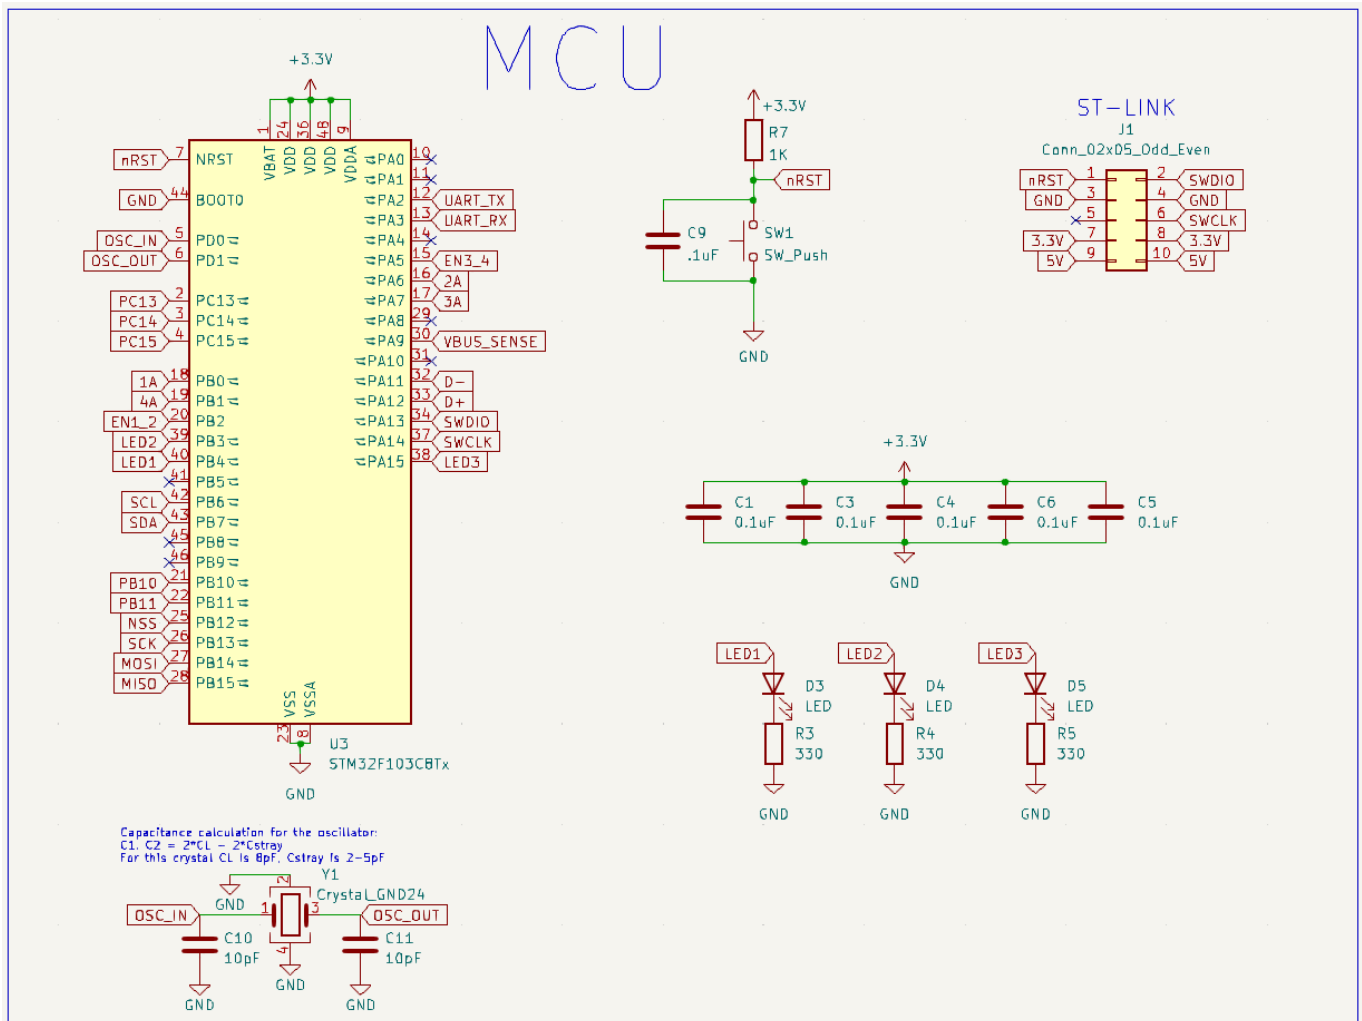 MCU
+3.3V
1 24 36 48 9
VBAT VDD VDD VDD VDDA
nRST 7 NRST
GND 44 BOOT0
OSC_IN 5 PD0
OSC_OUT 6 PD1
PC13 2 PC13
PC14 3 PC14
PC15 4 PC15
1A 18 PB0
4A 19 PB1
EN1_2 20 PB2
LED2 39 PB3
LED1 40 PB4
41 PB5
SCL 42 PB6
SDA 43 PB7
45 PB8
46 PB9
PB10 21 PB10
PB11 22 PB11
NSS 25 PB12
SCK 26 PB13
MOSI 27 PB14
MISO 28 PB15
PA0 10
PA1 11
PA2 12 UART_TX
PA3 13 UART_RX
PA4 14
PA5 15 EN3_4
PA6 16 2A
PA7 17 3A
PA8 29
PA9 30 VBUS_SENSE
PA10 31
PA11 32 D-
PA12 33 D+
PA13 34 SWDIO
PA14 37 SWCLK
PA15 38 LED3
VSS VSSA
23 8
U3
STM32F103C8Tx
GND
+3.3V
R7
1K
nRST
C9
.1uF
SW1
SW_Push
GND
ST-LINK
J1
Conn_02x05_Odd_Even
nRST 1 2 SWDIO
GND 3 4 GND
5 6 SWCLK
3.3V 7 8 3.3V
5V 9 10 5V
+3.3V
C1 C3 C4 C6 C5
0.1uF 0.1uF 0.1uF 0.1uF 0.1uF
GND
LED1 LED2 LED3
D3 D4 D5
LED LED LED
R3 R4 R5
330 330 330
GND GND GND
Capacitance calculation for the oscillator:
C1, C2 = 2*CL - 2*Cstray
For this crystal CL is 8pF, Cstray is 2-5pF
Y1
Crystal_GND24
GND
2
OSC_IN 1 3 OSC_OUT
4
C10 C11
10pF 10pF
GND
GND GND